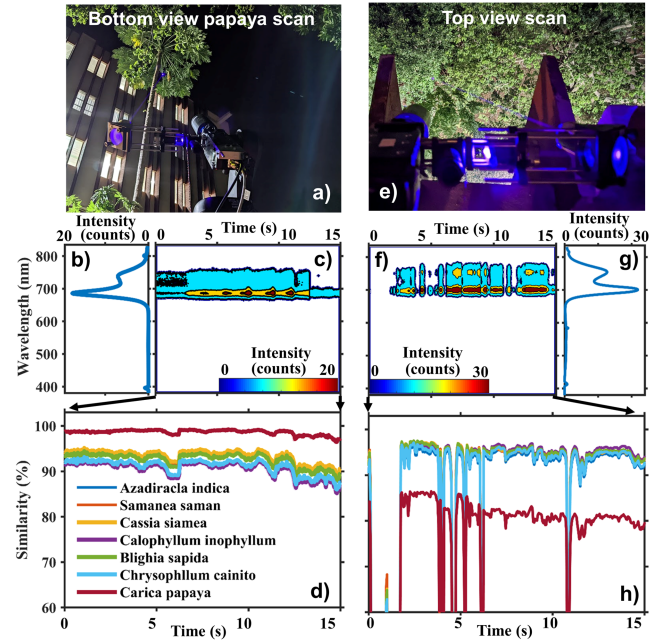 Bottom view papaya scan
Top view scan
a)
e)
Intensity
(counts)
20 0
Time (s)
0 5 10 15
Time (s)
0 5 10 15
Intensity
(counts)
0 30
b)
c)
f)
g)
Wavelength (nm)
800
700
600
500
400
Intensity
(counts)
0 20
Intensity
(counts)
0 30
Similarity (%)
100
90
80
70
60
Azadiracla indica
Samanea saman
Cassia siamea
Calophyllum inophyllum
Blighia sapida
Chrysophllum cainito
Carica papaya
d)
h)
0 5 10 15
Time (s)
0 5 10 15
Time (s)